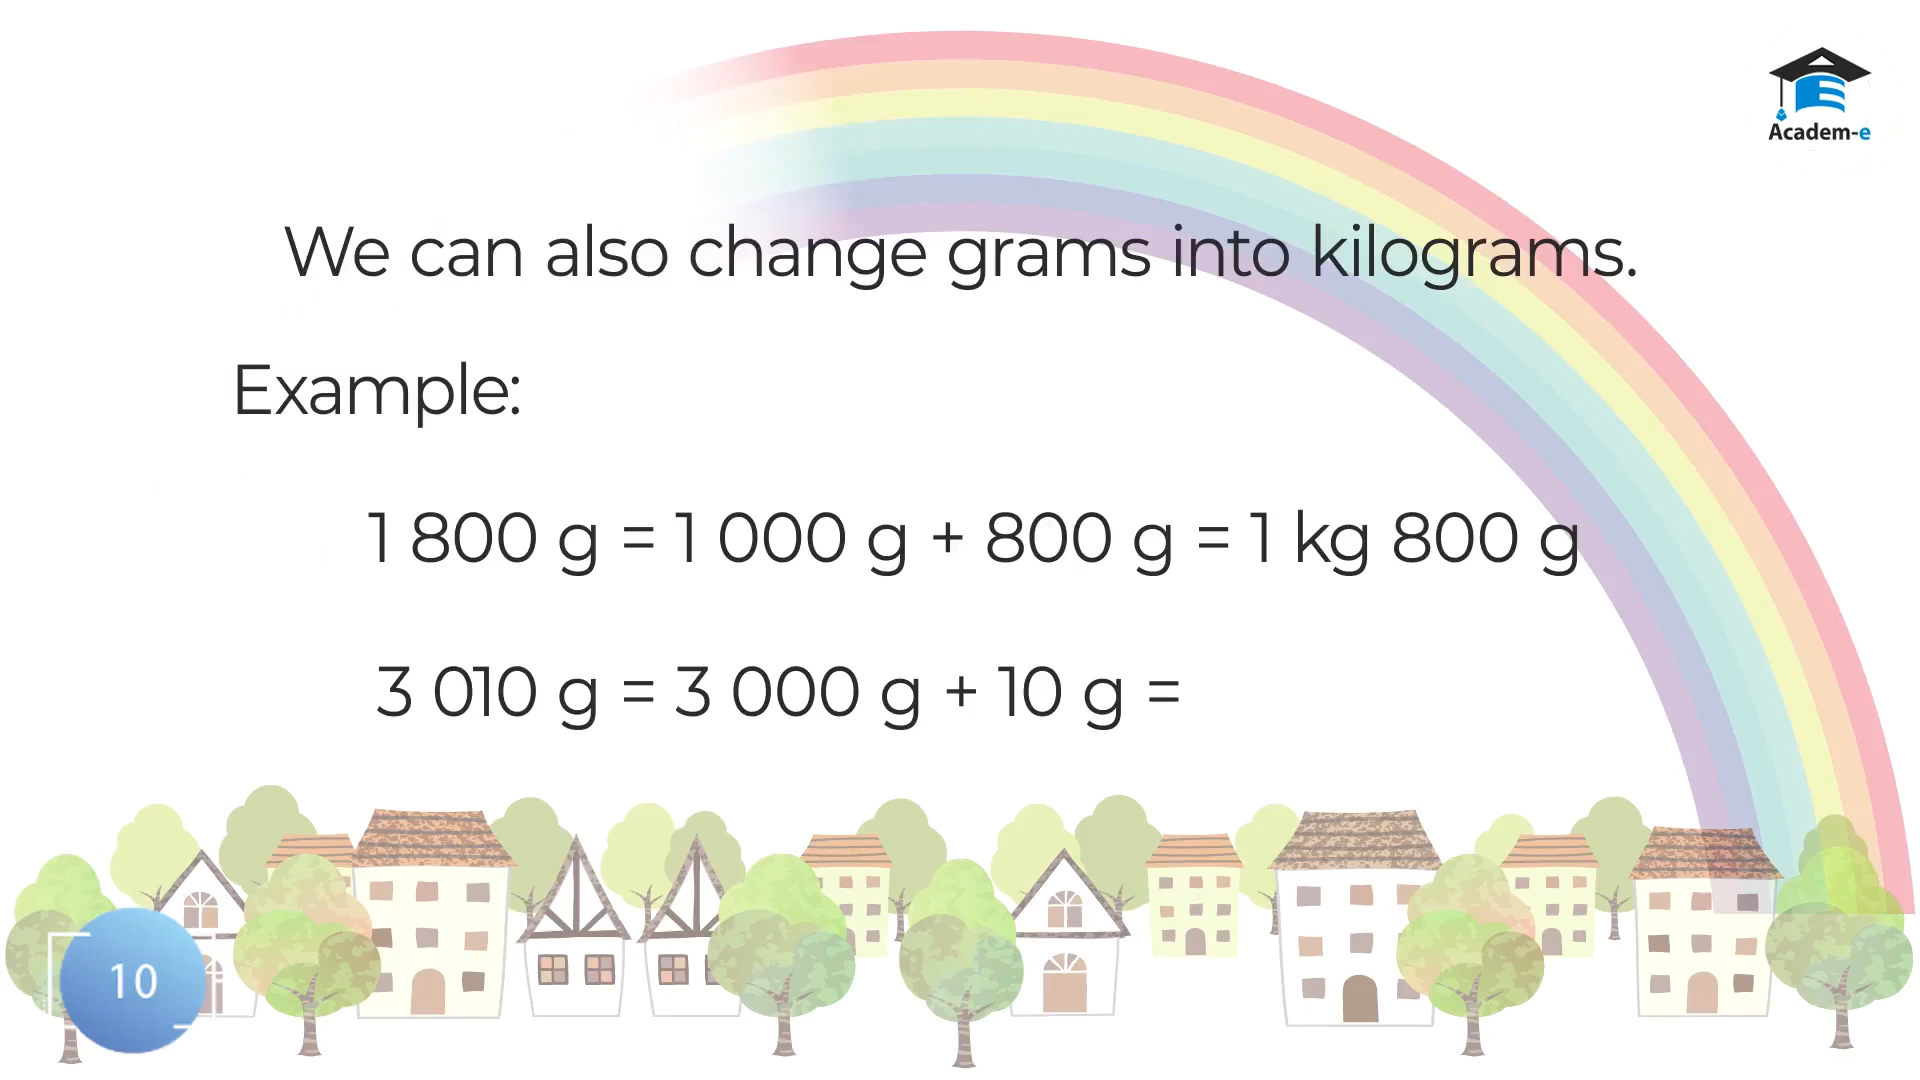 Academ-e
We can also change grams into kilograms.
Example:
1 800 g = 1 000 g + 800 g = 1 kg 800 g
3 010 g = 3 000 g + 10 g =
10